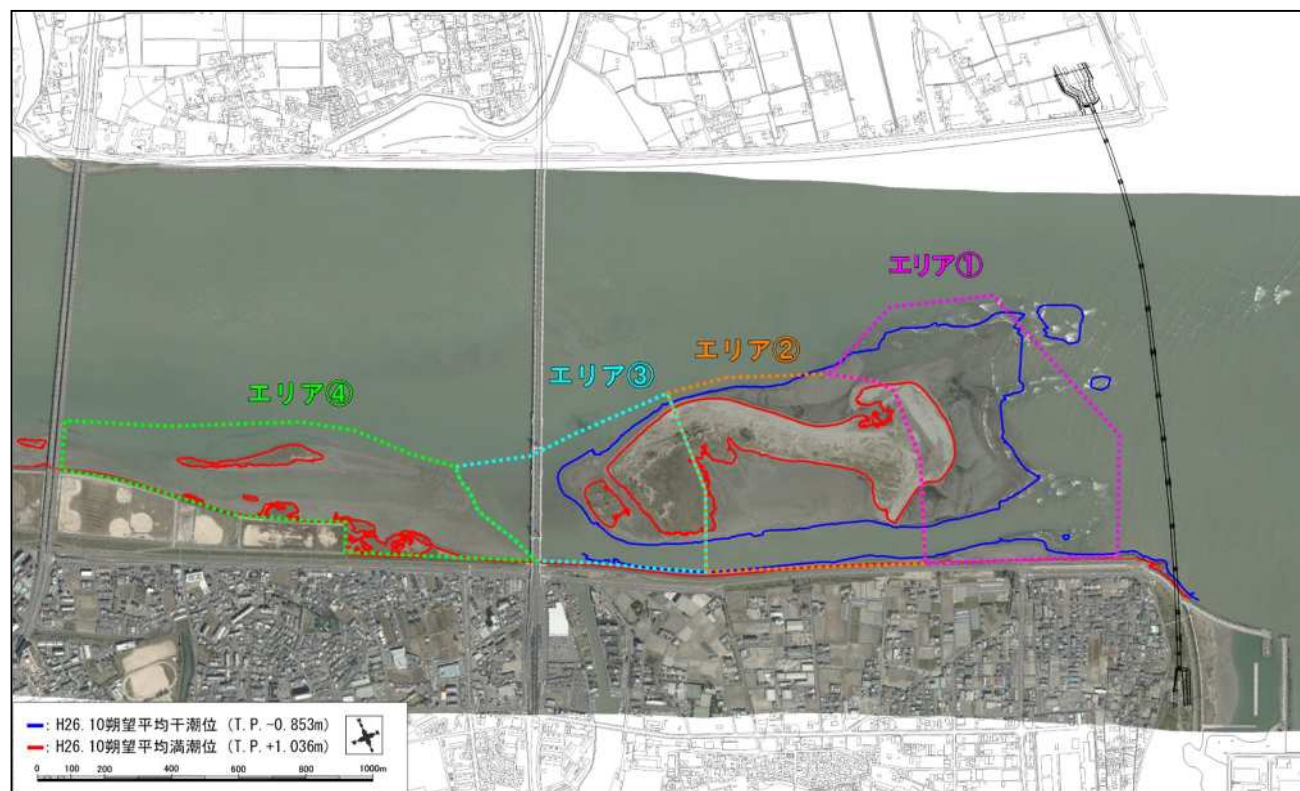 エリア①
エリア②
エリア③
エリア④
━: H26.10朔望平均干潮位 (T.P.-0.853m)
━: H26.10朔望平均満潮位 (T.P.+1.036m)
0 100 200 400 600 800 1000m